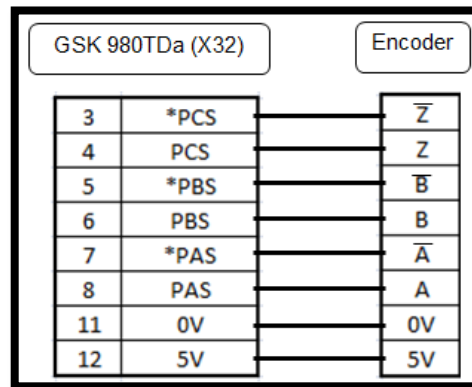 GSK 980TDa (X32) Encoder
3 *PCS Z̅
4 PCS Z
5 *PBS B̅
6 PBS B
7 *PAS A̅
8 PAS A
11 0V 0V
12 5V 5V